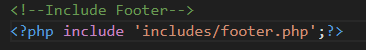 <!--Include Footer-->
<?php include 'includes/footer.php';?>